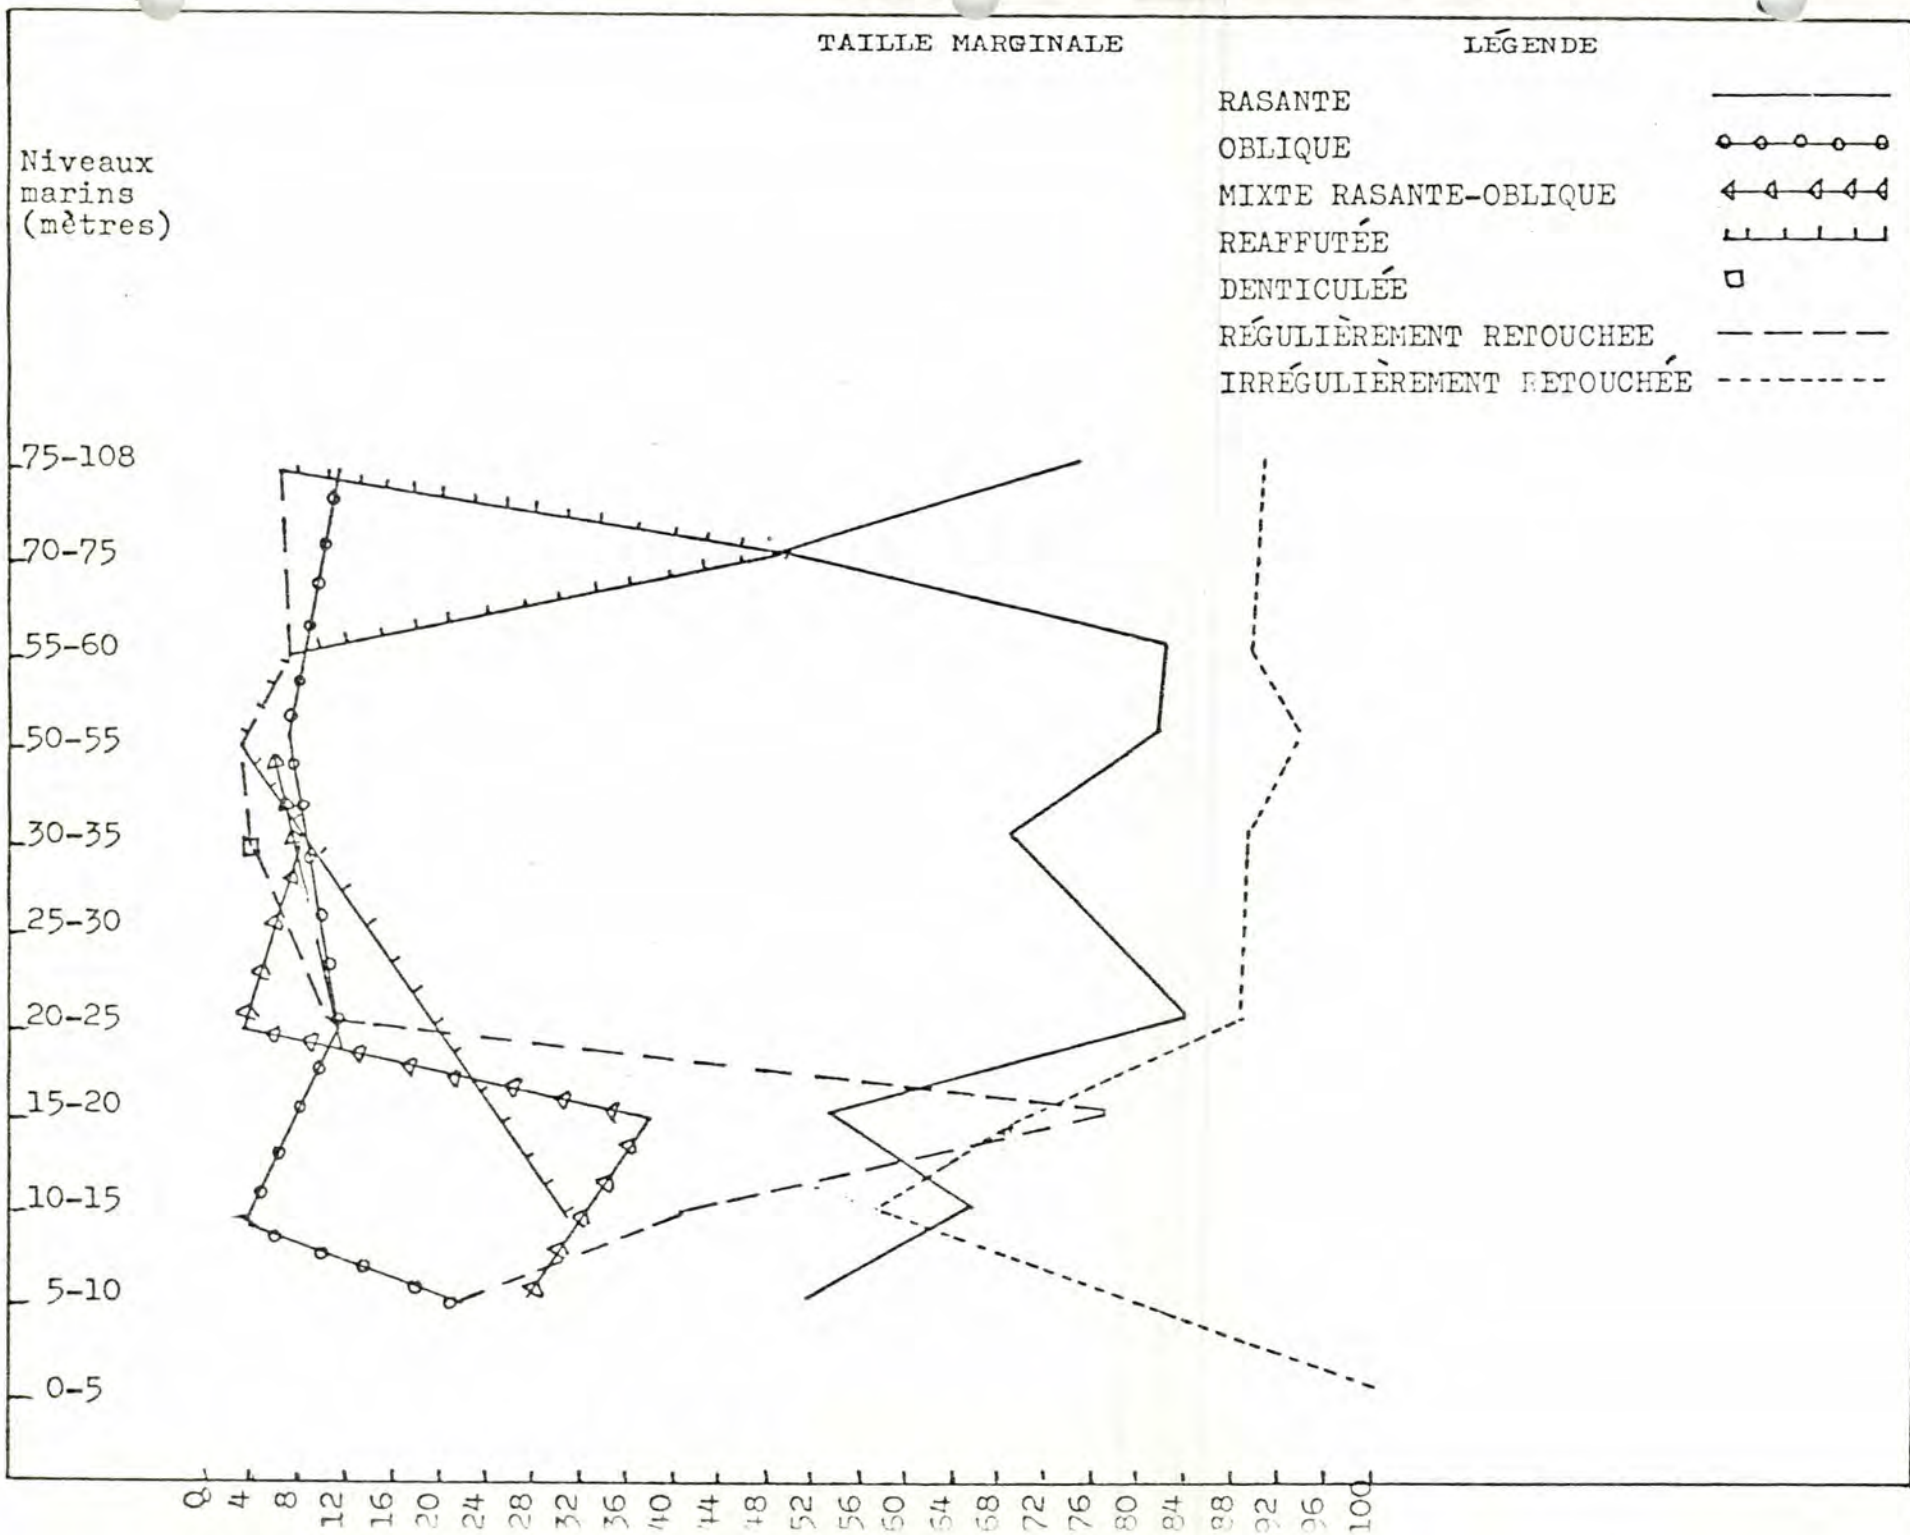 TAILLE MARGINALE
LÉGENDE
RASANTE
OBLIQUE
MIXTE RASANTE-OBLIQUE
REAFFUTÉE
DENTICULÉE
RÉGULIÈREMENT RETOUCHEE
IRRÉGULIÈREMENT RETOUCHÉE
Niveaux
marins
(mètres)
75-108
70-75
55-60
50-55
30-35
25-30
20-25
15-20
10-15
5-10
0-5
0 4 8 12 16 20 24 28 32 36 40 44 48 52 56 60 64 68 72 76 80 84 88 92 96 100